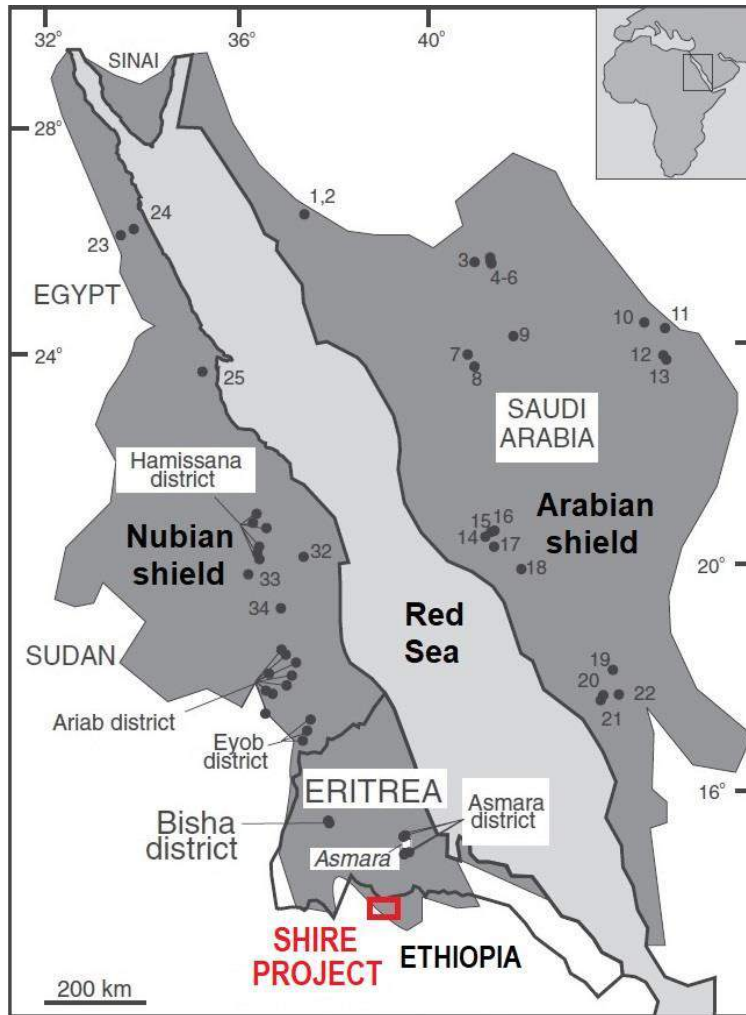 32°
36°
40°
SINAI
28°
1,2
24
23
3
4-6
EGYPT
10
11
9
24°
7
12
8
13
25
SAUDI
ARABIA
Hamissana
district
16
15
Arabian
shield
14
17
Nubian
shield
32
18
20°
33
34
Red
Sea
SUDAN
19
20
22
21
Ariab district
Eyob
district
16°
ERITREA
Asmara
district
Bisha
district
Asmara
SHIRE
PROJECT
ETHIOPIA
200 km